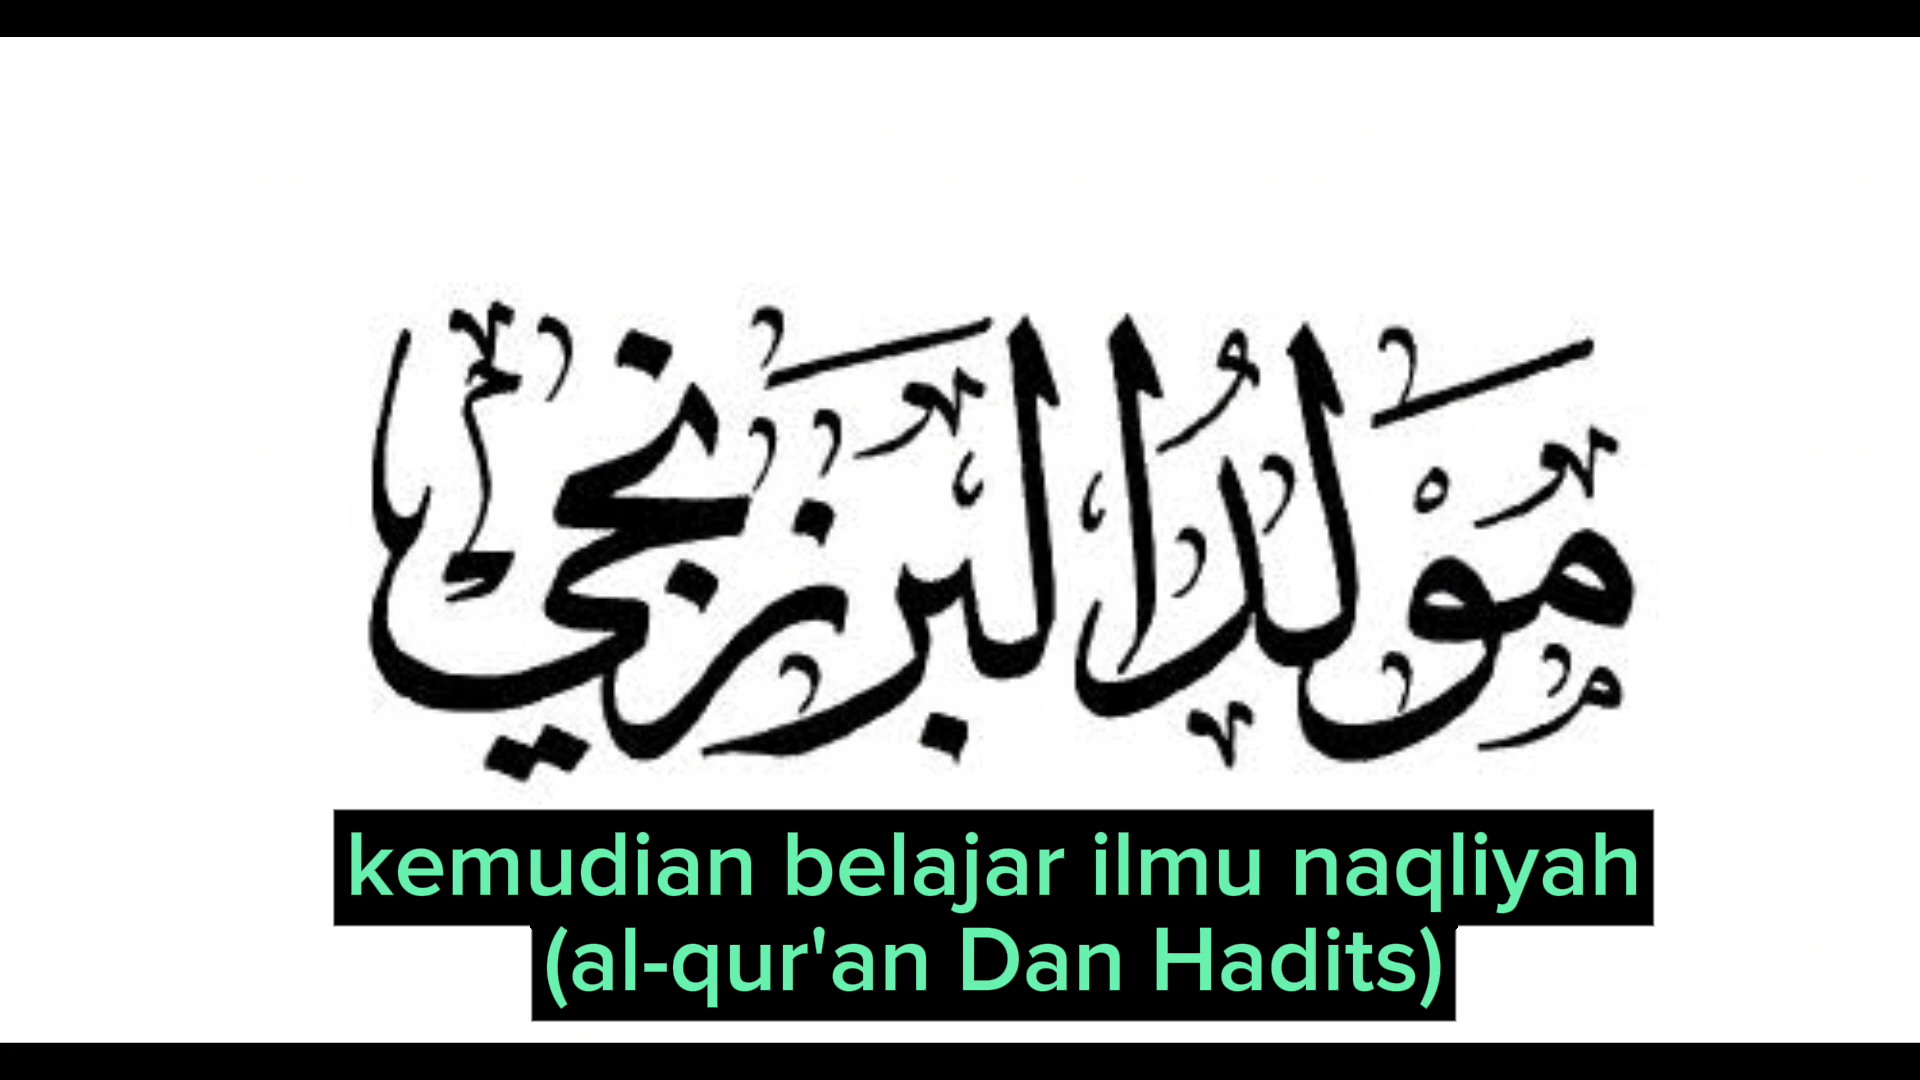 مَوْلِدُ الْبَرْزَنْجِي
kemudian belajar ilmu naqliyah
(al-qur'an Dan Hadits)